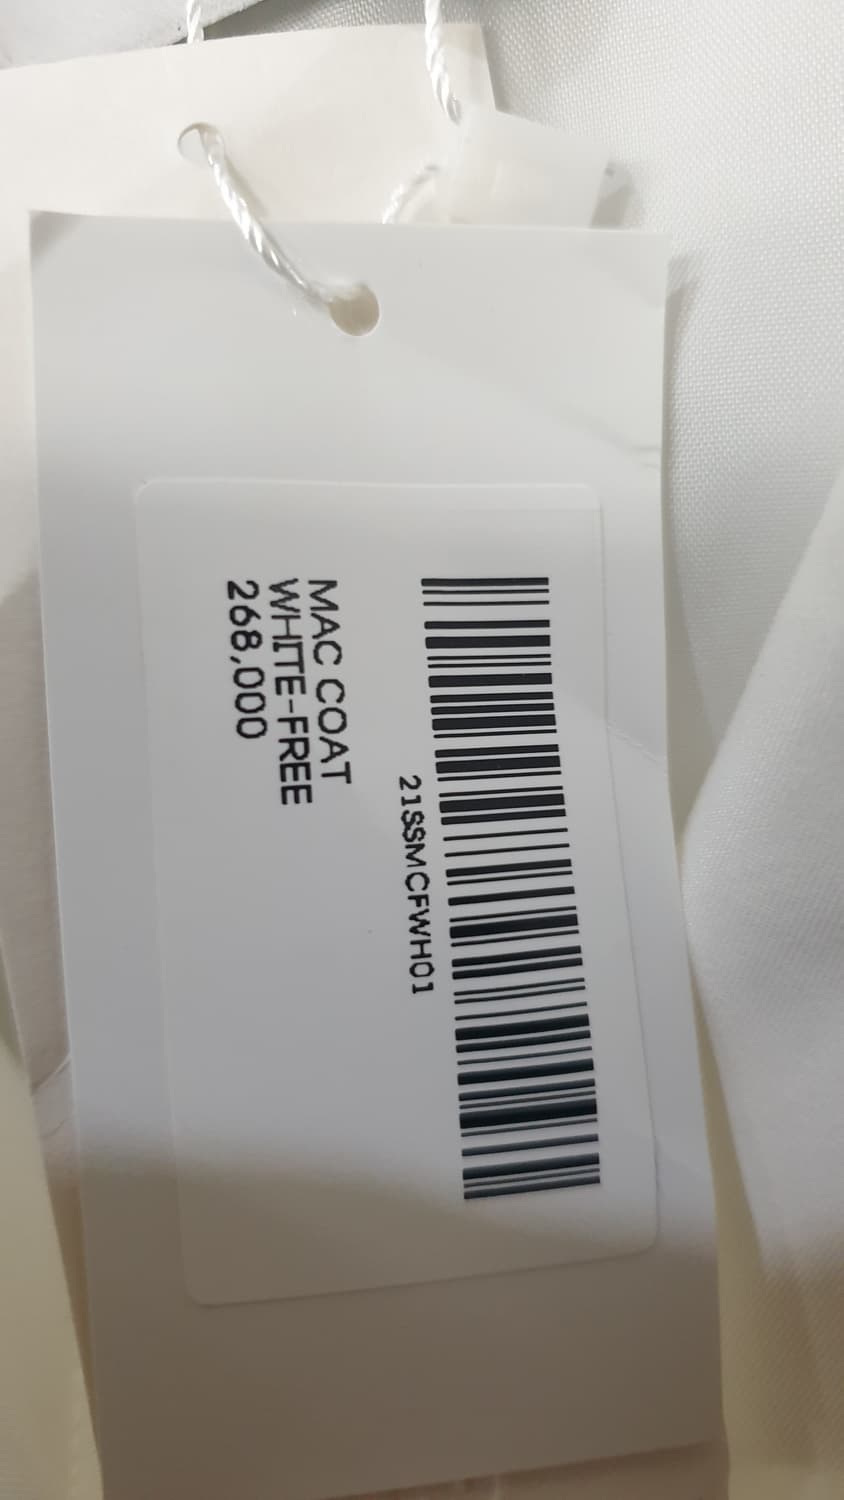 21SSMCFWH01
MAC COAT
WHITE-FREE
268,000